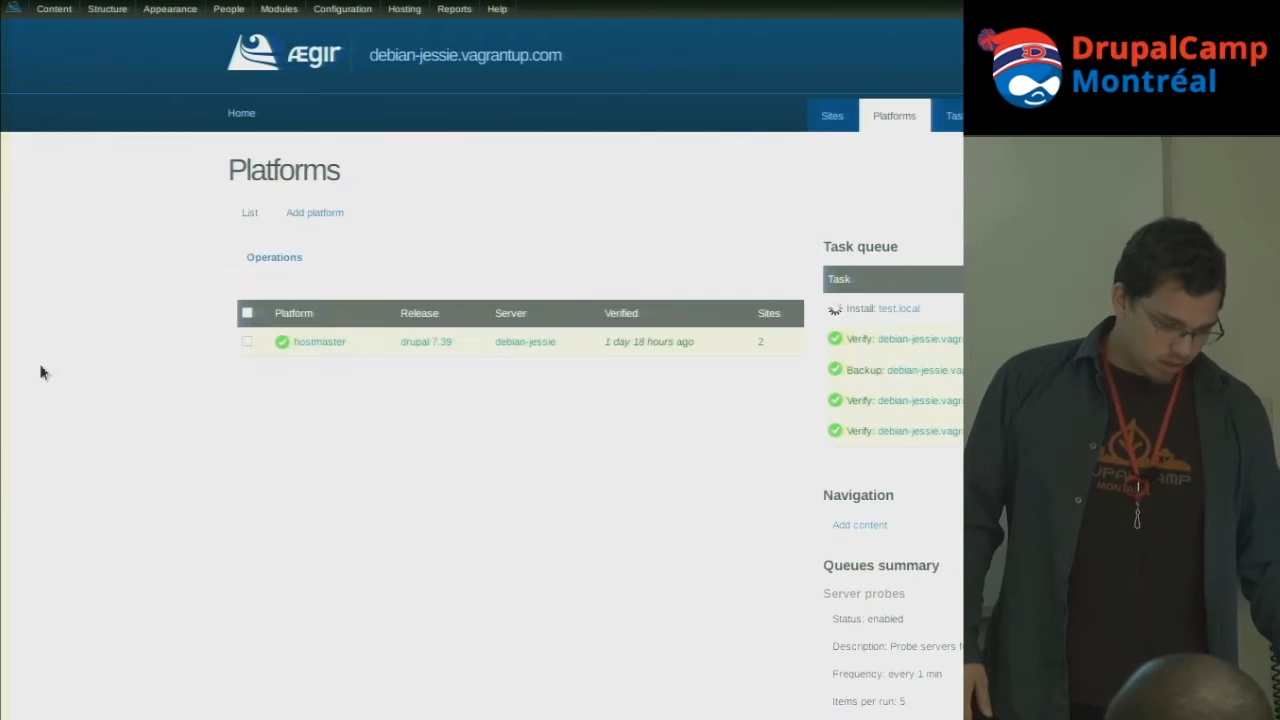 Content Structure Appearance People Modules Configuration Hosting Reports Help
ÆGIR debian-jessie.vagrantup.com
Home Sites Platforms Tas
Platforms
List Add platform
Operations
Platform Release Server Verified Sites
hostmaster drupal 7.39 debian-jessie 1 day 18 hours ago 2
Task queue
Task
Install: test.local
Verify: debian-jessie.vagr
Backup: debian-jessie.va
Verify: debian-jessie.vagr
Verify: debian-jessie.vagr
Navigation
Add content
Queues summary
Server probes
Status: enabled
Description: Probe servers f
Frequency: every 1 min
Items per run: 5
DrupalCamp
Montréal